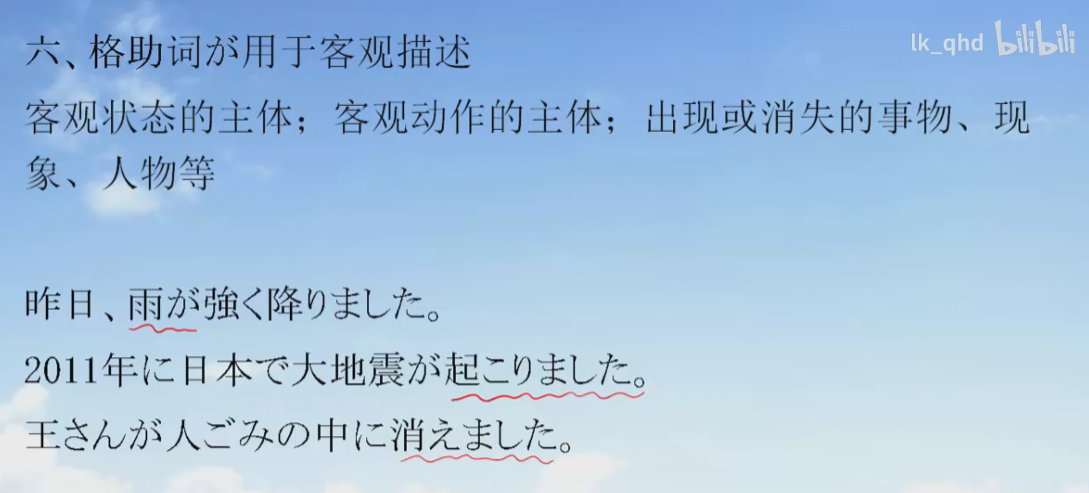 六、格助词が用于客观描述
lk_qhd bilibili
客观状态的主体；客观动作的主体；出现或消失的事物、现
象、人物等
昨日、雨が強く降りました。
2011年に日本で大地震が起こりました。
王さんが人ごみの中に消えました。